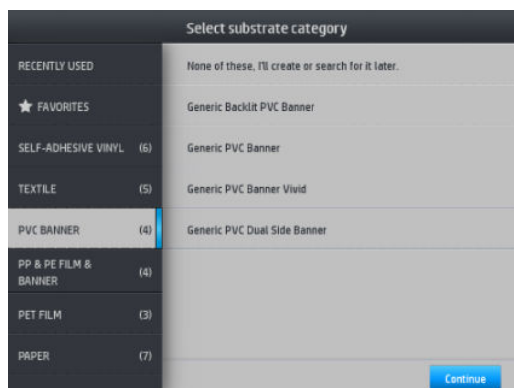 Select substrate category
RECENTLY USED
FAVORITES
SELF-ADHESIVE VINYL (6)
TEXTILE (5)
PVC BANNER (4)
PP & PE FILM &
BANNER (4)
PET FILM (3)
PAPER (7)
None of these, I'll create or search for it later.
Generic Backlit PVC Banner
Generic PVC Banner
Generic PVC Banner Vivid
Generic PVC Dual Side Banner
Continue